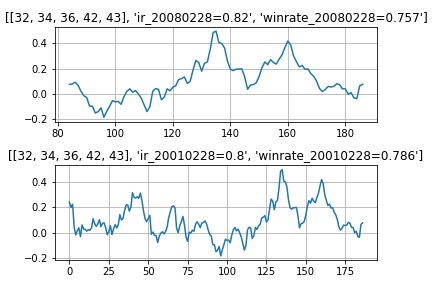 [[32, 34, 36, 42, 43], 'ir_20080228=0.82', 'winrate_20080228=0.757']
0.4
0.2
0.0
−0.2
80 100 120 140 160 180
[[32, 34, 36, 42, 43], 'ir_20010228=0.8', 'winrate_20010228=0.786']
0.4
0.2
0.0
−0.2
0 25 50 75 100 125 150 175